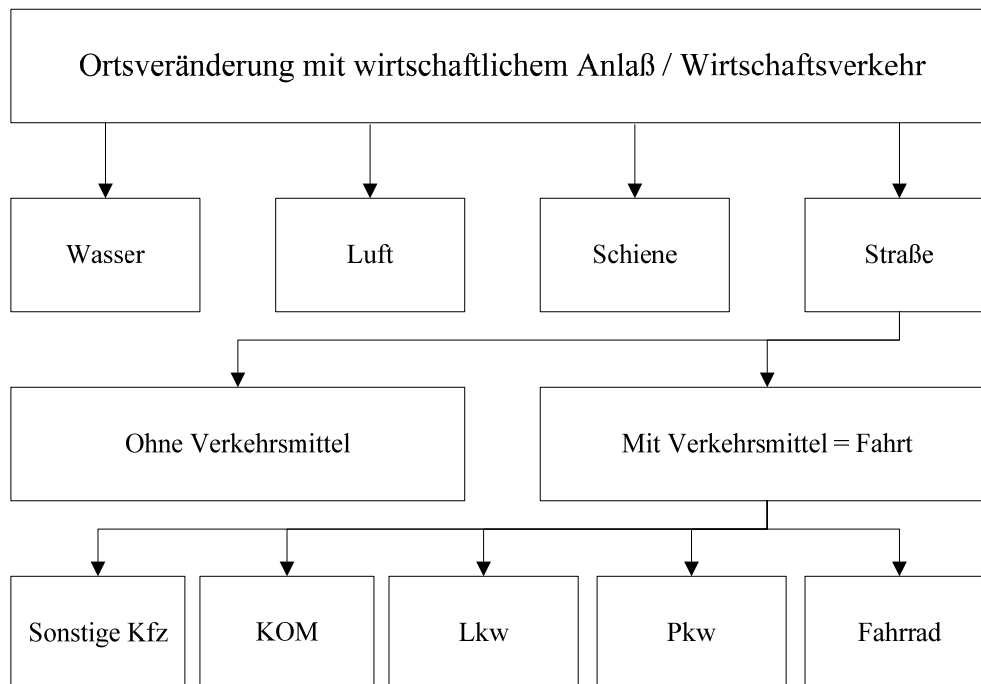 Ortsveränderung mit wirtschaftlichem Anlaß / Wirtschaftsverkehr
Wasser
Luft
Schiene
Straße
Ohne Verkehrsmittel
Mit Verkehrsmittel = Fahrt
Sonstige Kfz
KOM
Lkw
Pkw
Fahrrad